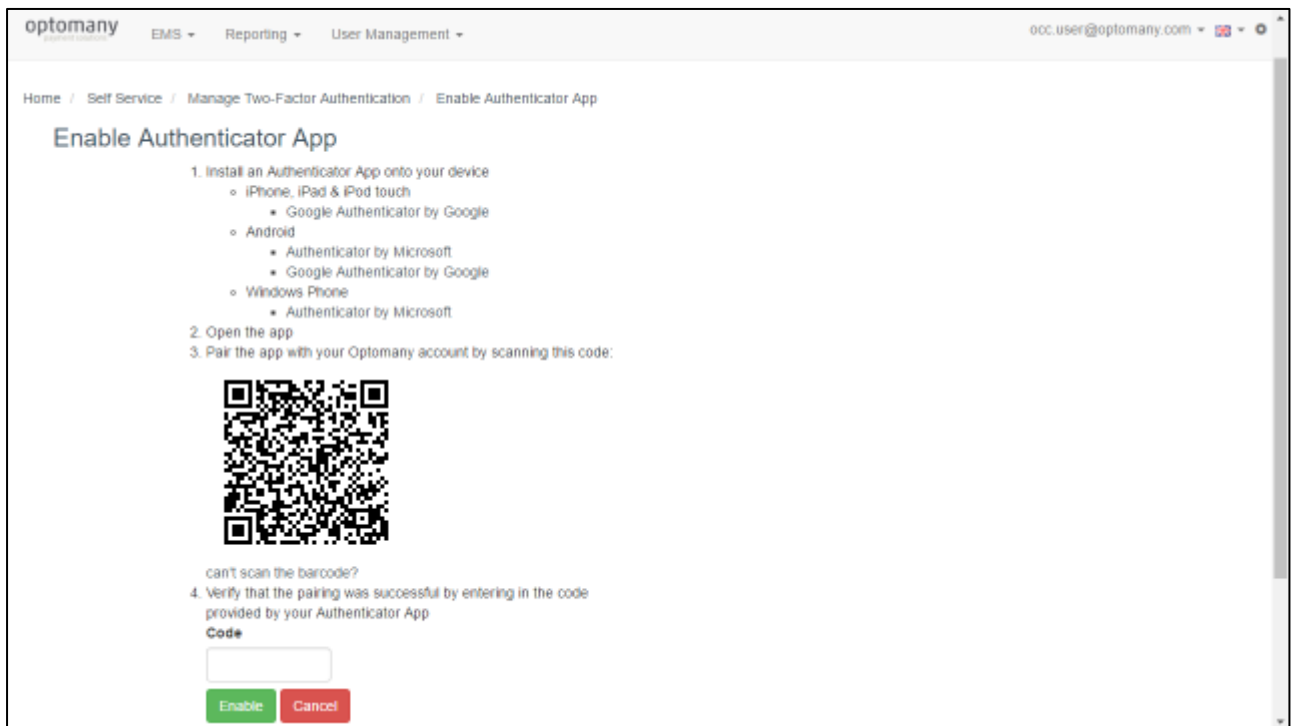 optomany
EMS Reporting User Management occ.user@optomany.com
Home / Self Service / Manage Two-Factor Authentication / Enable Authenticator App
Enable Authenticator App
1. Install an Authenticator App onto your device
iPhone, iPad & iPod touch
Google Authenticator by Google
Android
Authenticator by Microsoft
Google Authenticator by Google
Windows Phone
Authenticator by Microsoft
2. Open the app
3. Pair the app with your Optomany account by scanning this code:
can't scan the barcode?
4. Verify that the pairing was successful by entering in the code
provided by your Authenticator App
Code
Enable Cancel